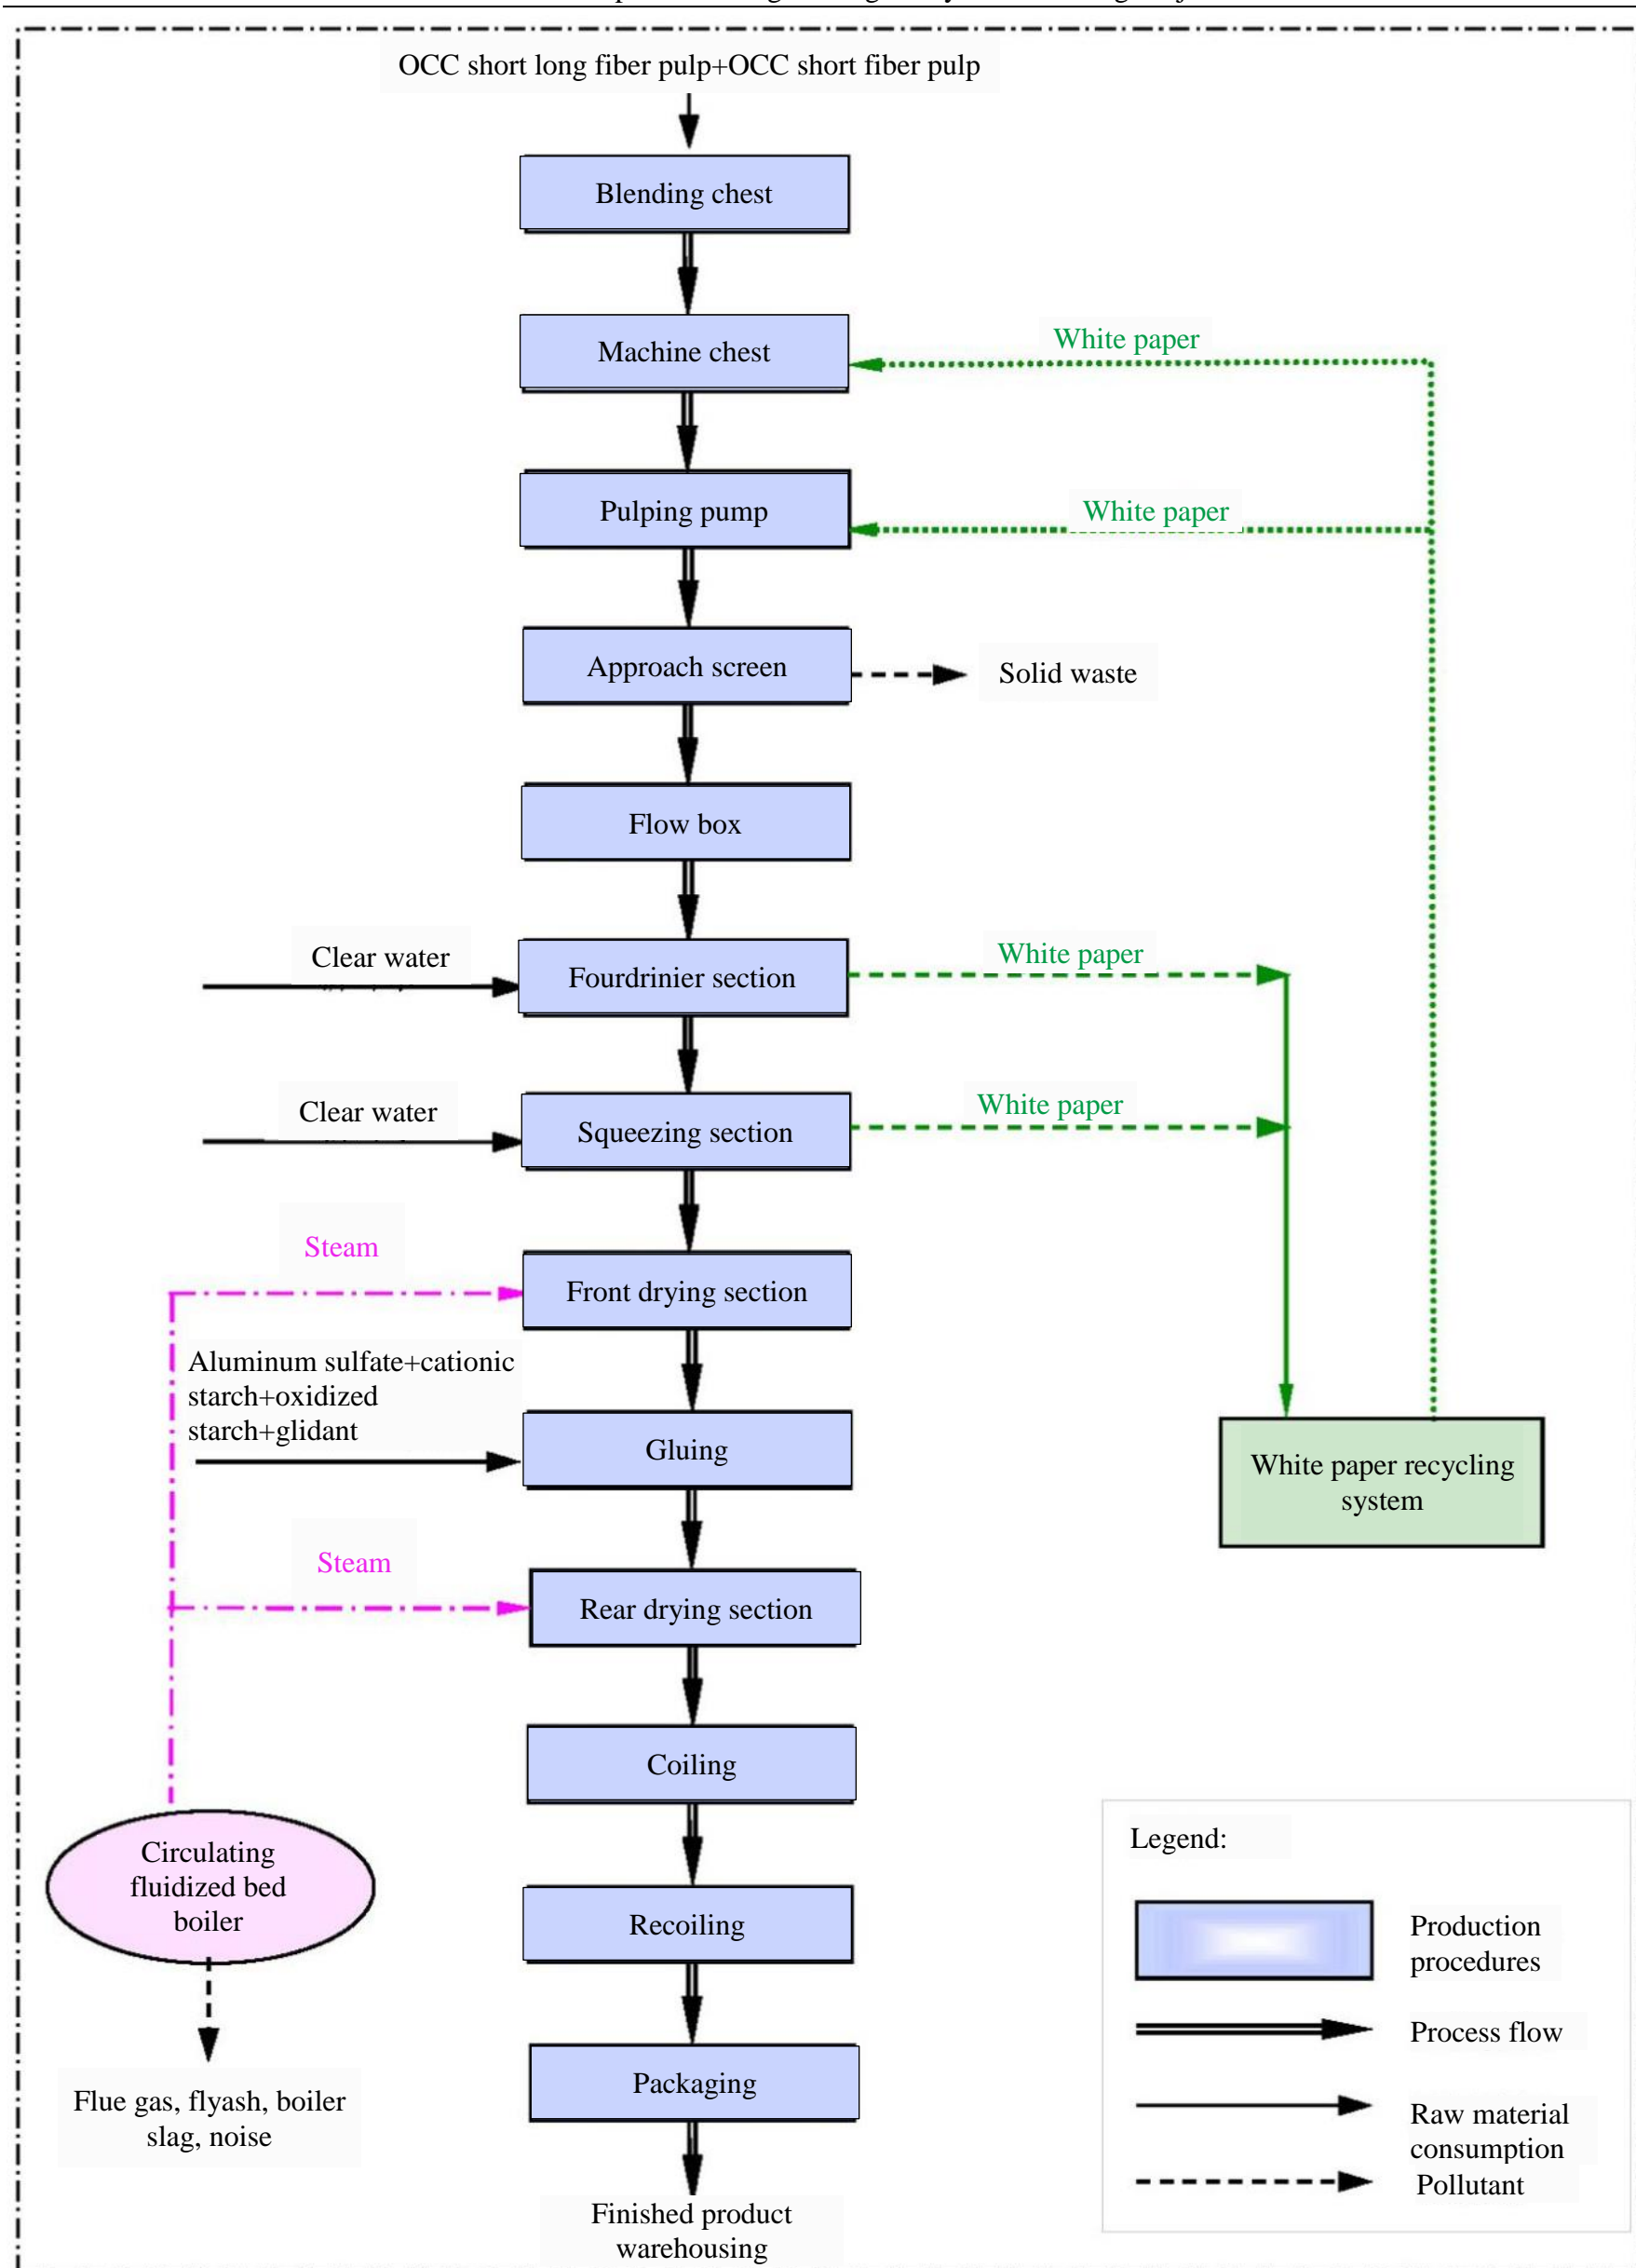 OCC short long fiber pulp+OCC short fiber pulp
Blending chest
Machine chest
White paper
Pulping pump
White paper
Approach screen
Solid waste
Flow box
Clear water
Fourdrinier section
White paper
Clear water
Squeezing section
White paper
Steam
Front drying section
Aluminum sulfate+cationic
starch+oxidized
starch+glidant
Gluing
White paper recycling
system
Steam
Rear drying section
Coiling
Circulating
fluidized bed
boiler
Recoiling
Packaging
Flue gas, flyash, boiler
slag, noise
Finished product
warehousing
Legend:
Production
procedures
Process flow
Raw material
consumption
Pollutant